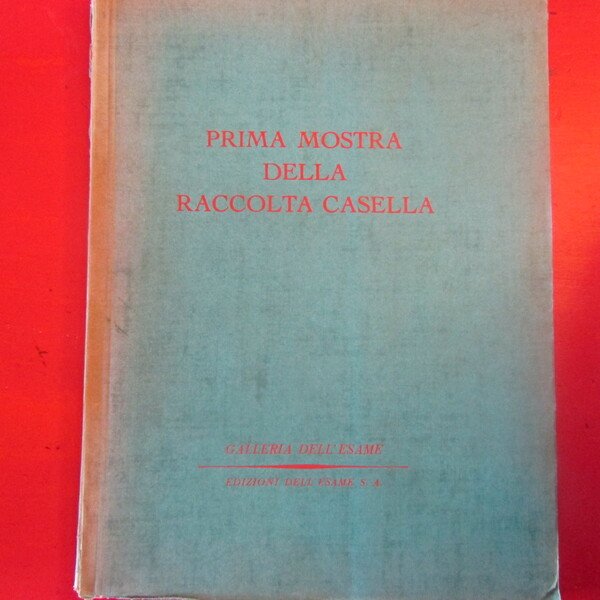 PRIMA MOSTRA
DELLA
RACCOLTA CASELLA
GALLERIA DELL'ESAME
EDIZIONI DELL'ESAME S. A.